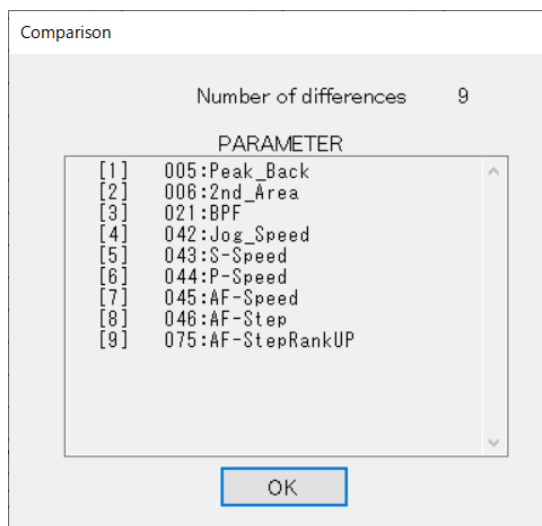 Comparison
Number of differences 9
PARAMETER
[1] 005:Peak_Back
[2] 006:2nd_Area
[3] 021:BPF
[4] 042:Jog_Speed
[5] 043:S-Speed
[6] 044:P-Speed
[7] 045:AF-Speed
[8] 046:AF-Step
[9] 075:AF-StepRankUP
OK